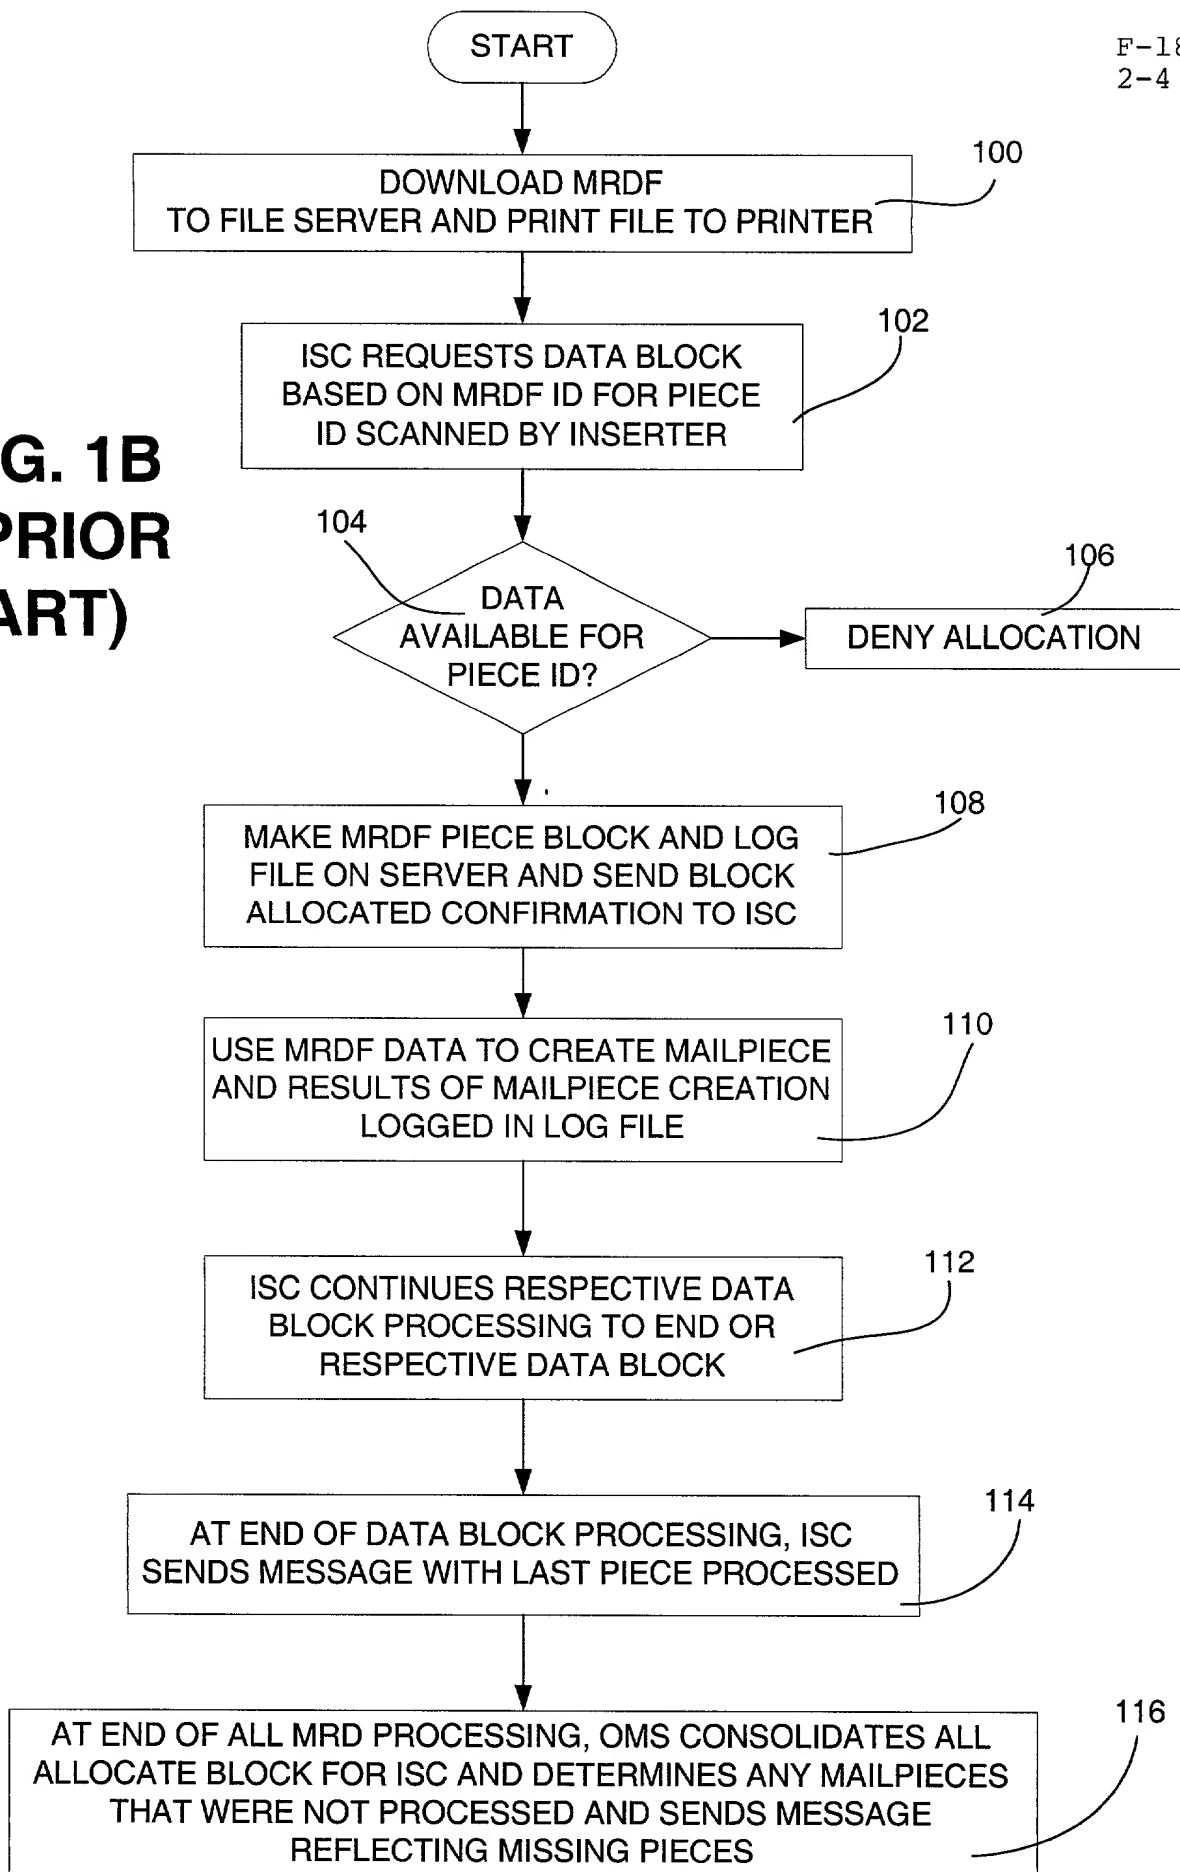 START
F-18
2-4
100
DOWNLOAD MRDF
TO FILE SERVER AND PRINT FILE TO PRINTER
102
ISC REQUESTS DATA BLOCK
BASED ON MRDF ID FOR PIECE
ID SCANNED BY INSERTER
G. 1B
PRIOR
ART)
104
DATA
AVAILABLE FOR
PIECE ID?
106
DENY ALLOCATION
108
MAKE MRDF PIECE BLOCK AND LOG
FILE ON SERVER AND SEND BLOCK
ALLOCATED CONFIRMATION TO ISC
110
USE MRDF DATA TO CREATE MAILPIECE
AND RESULTS OF MAILPIECE CREATION
LOGGED IN LOG FILE
112
ISC CONTINUES RESPECTIVE DATA
BLOCK PROCESSING TO END OR
RESPECTIVE DATA BLOCK
114
AT END OF DATA BLOCK PROCESSING, ISC
SENDS MESSAGE WITH LAST PIECE PROCESSED
116
AT END OF ALL MRD PROCESSING, OMS CONSOLIDATES ALL
ALLOCATE BLOCK FOR ISC AND DETERMINES ANY MAILPIECES
THAT WERE NOT PROCESSED AND SENDS MESSAGE
REFLECTING MISSING PIECES